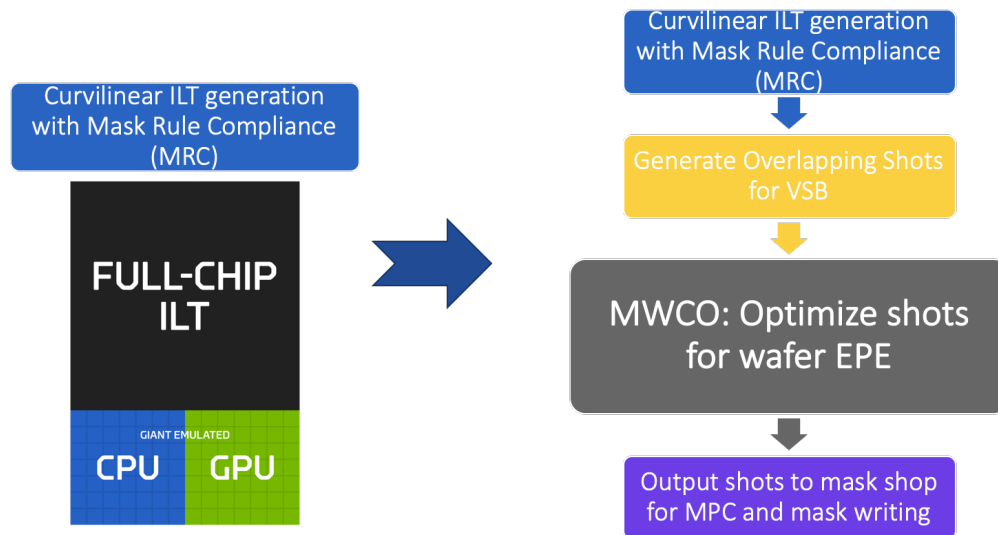 Curvilinear ILT generation
with Mask Rule Compliance
(MRC)
FULL-CHIP
ILT
GIANT EMULATED
CPU
GPU
Curvilinear ILT generation
with Mask Rule Compliance
(MRC)
Generate Overlapping Shots
for VSB
MWCO: Optimize shots
for wafer EPE
Output shots to mask shop
for MPC and mask writing